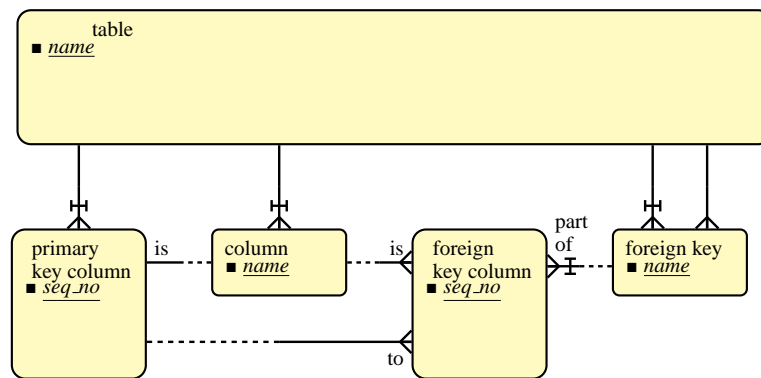 table
■ name
part
of
primary
key column
■ seq_no
is
column
■ name
is
foreign
key column
■ seq_no
foreign key
■ name
to